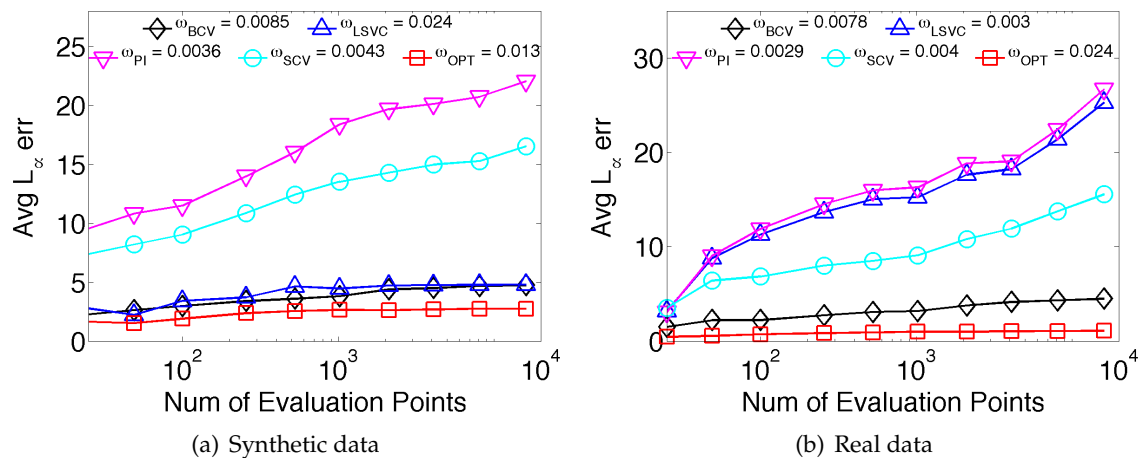 ω_BCV = 0.0085 ω_LSVC = 0.024
ω_PI = 0.0036 ω_SCV = 0.0043 ω_OPT = 0.013
25
20
15
10
5
0
Avg L_α err
10^2 10^3 10^4
Num of Evaluation Points
(a) Synthetic data
ω_BCV = 0.0078 ω_LSVC = 0.003
ω_PI = 0.0029 ω_SCV = 0.004 ω_OPT = 0.024
30
20
10
0
Avg L_α err
10^2 10^3 10^4
Num of Evaluation Points
(b) Real data